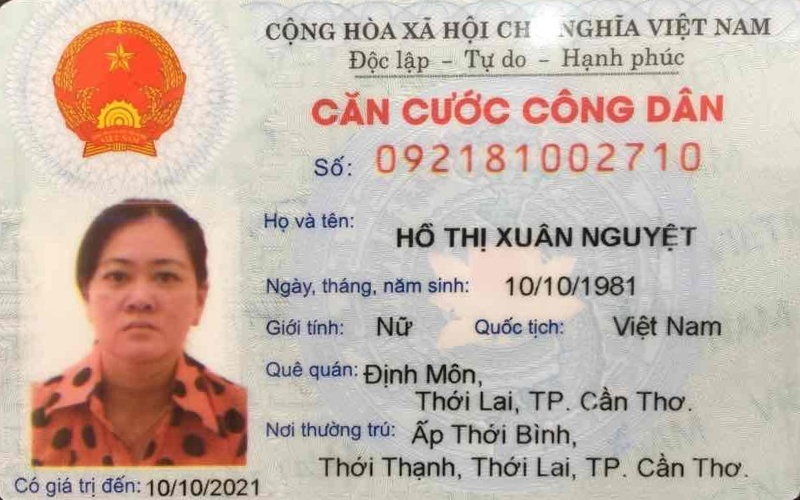 CỘNG HÒA XÃ HỘI CHỦ NGHĨA VIỆT NAM
Độc lập - Tự do - Hạnh phúc
CĂN CƯỚC CÔNG DÂN
Số: 092181002710
Họ và tên: HỒ THỊ XUÂN NGUYỆT
Ngày, tháng, năm sinh: 10/10/1981
Giới tính: Nữ Quốc tịch: Việt Nam
Quê quán: Định Môn,
Thới Lai, TP. Cần Thơ.
Nơi thường trú: Ấp Thới Bình,
Thới Thạnh, Thới Lai, TP. Cần Thơ.
Có giá trị đến: 10/10/2021